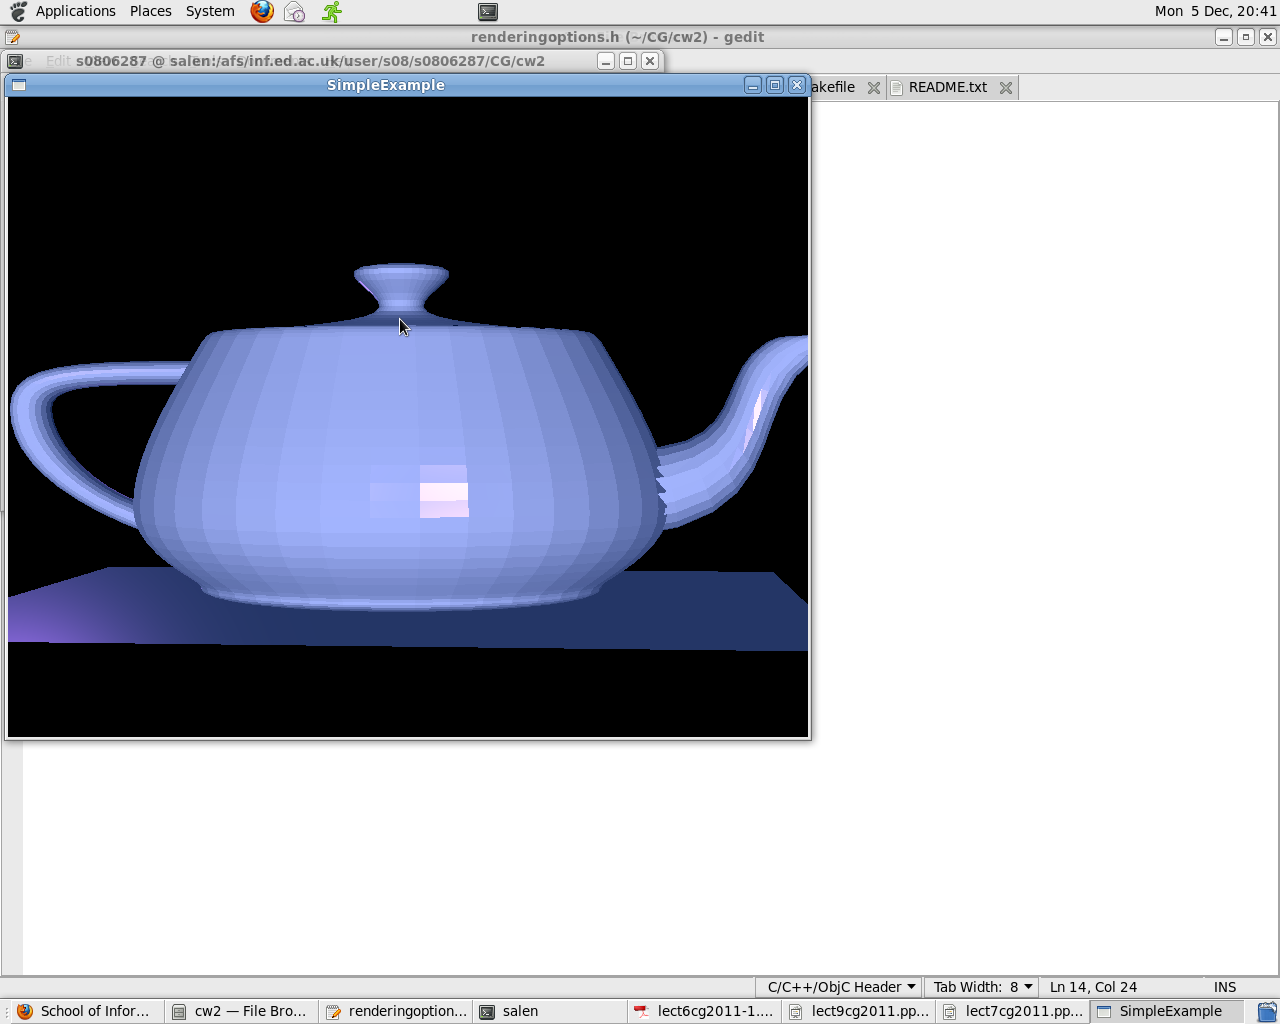 Applications Places System Mon 5 Dec, 20:41
renderingoptions.h (~/CG/cw2) - gedit
Edit s0806287 @ salen:/afs/inf.ed.ac.uk/user/s08/s0806287/CG/cw2
SimpleExample
akefile README.txt
C/C++/ObjC Header Tab Width: 8 Ln 14, Col 24 INS
School of Infor... cw2 — File Bro... renderingoption... salen lect6cg2011-1.... lect9cg2011.pp... lect7cg2011.pp... SimpleExample